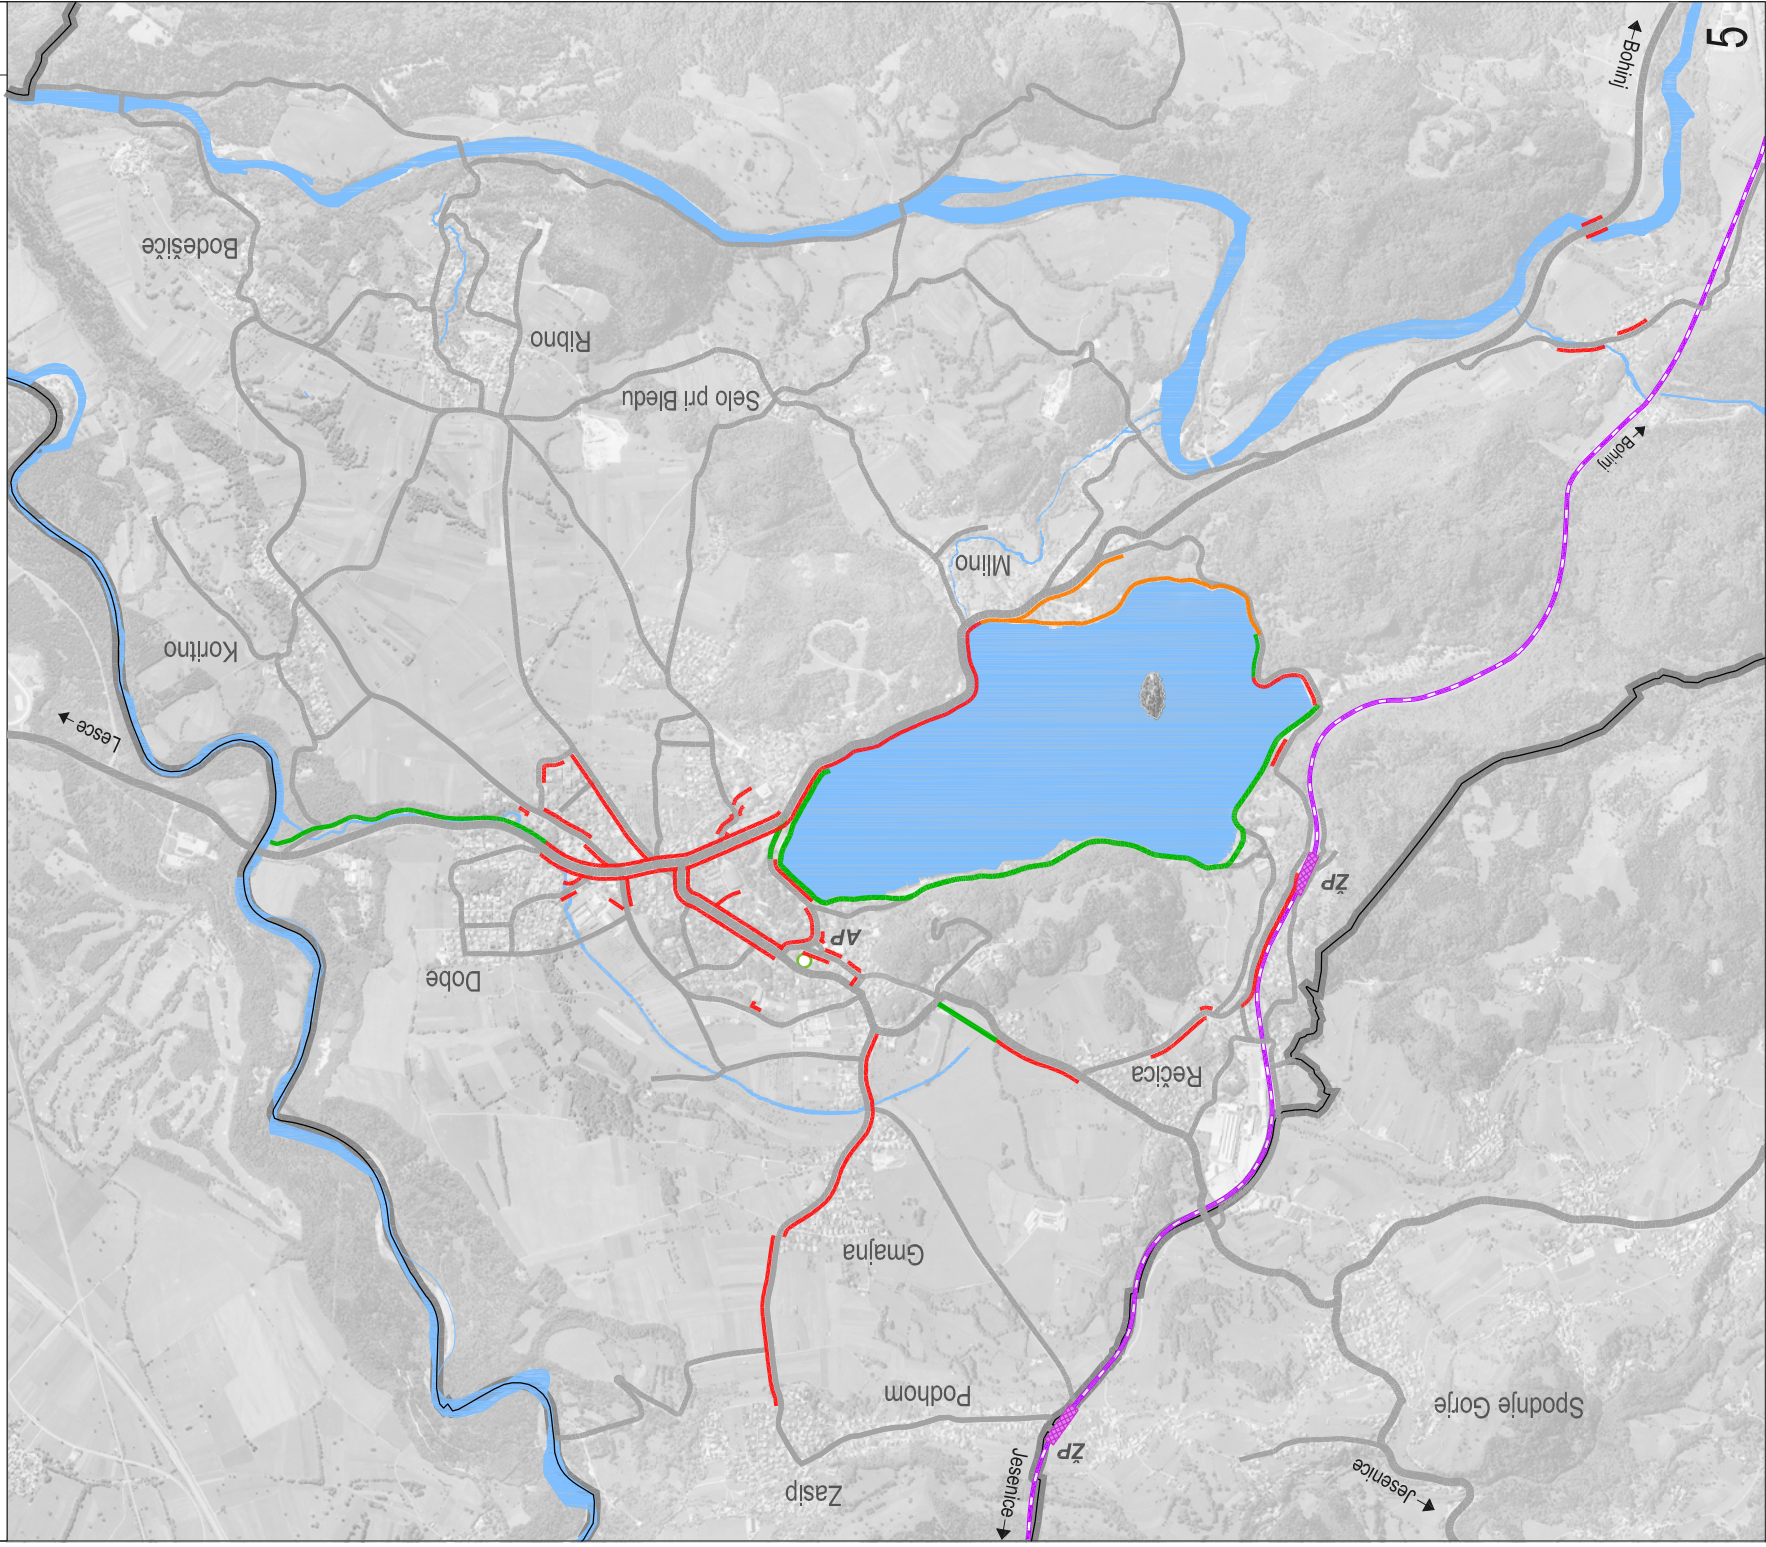 Jesenice
Zasip
ŽP
Jesenice
Podhom
Spodnje Gorje
Gmajna
Rečica
Dobe
AP
ŽP
Lesce
Koritno
Mlino
Bohinj
Selo pri Bledu
Ribno
Bodešiče
Bohinj
5